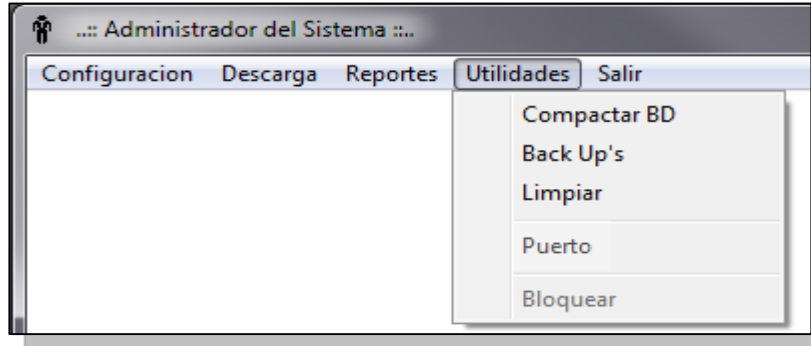 ..:: Administrador del Sistema ::..
Configuracion Descarga Reportes Utilidades Salir
Compactar BD
Back Up's
Limpiar
Puerto
Bloquear